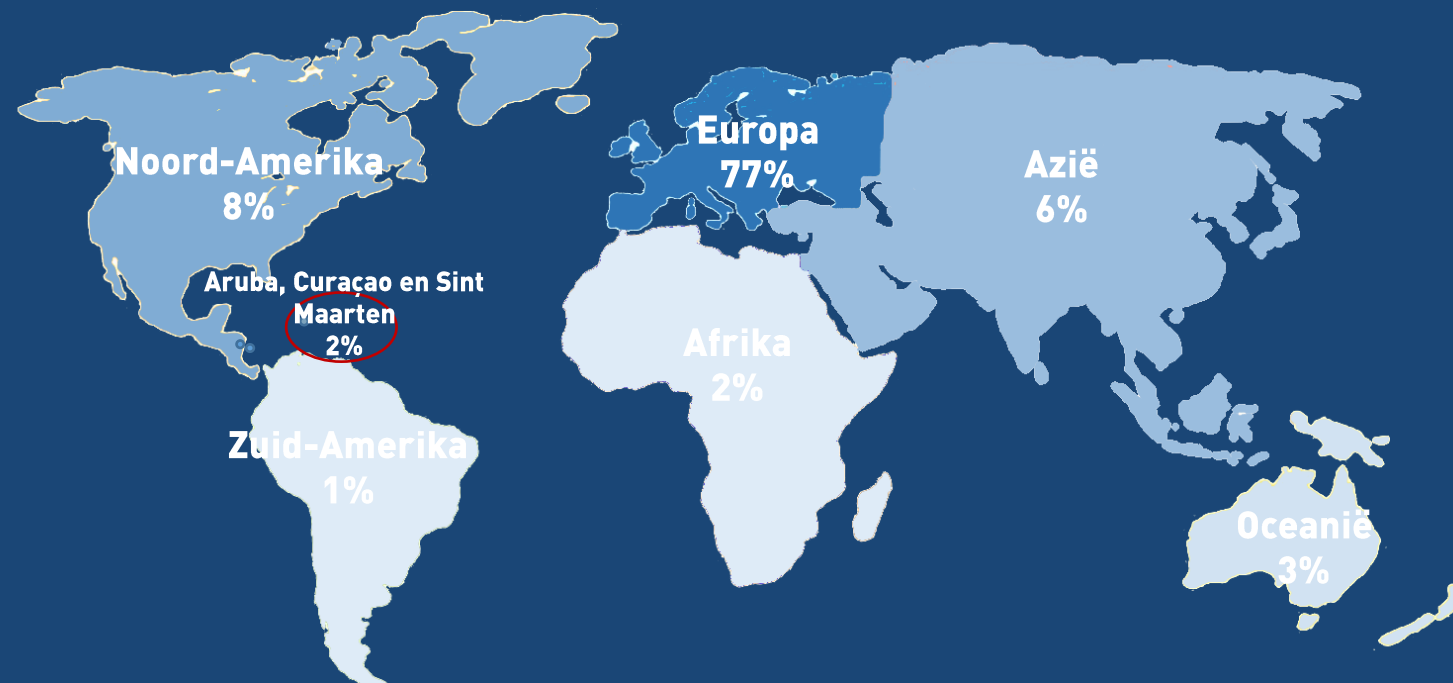 Europa
77%
Noord-Amerika
8%
Azië
6%
Aruba, Curaçao en Sint
Maarten
2%
Afrika
2%
Zuid-Amerika
1%
Oceanië
3%